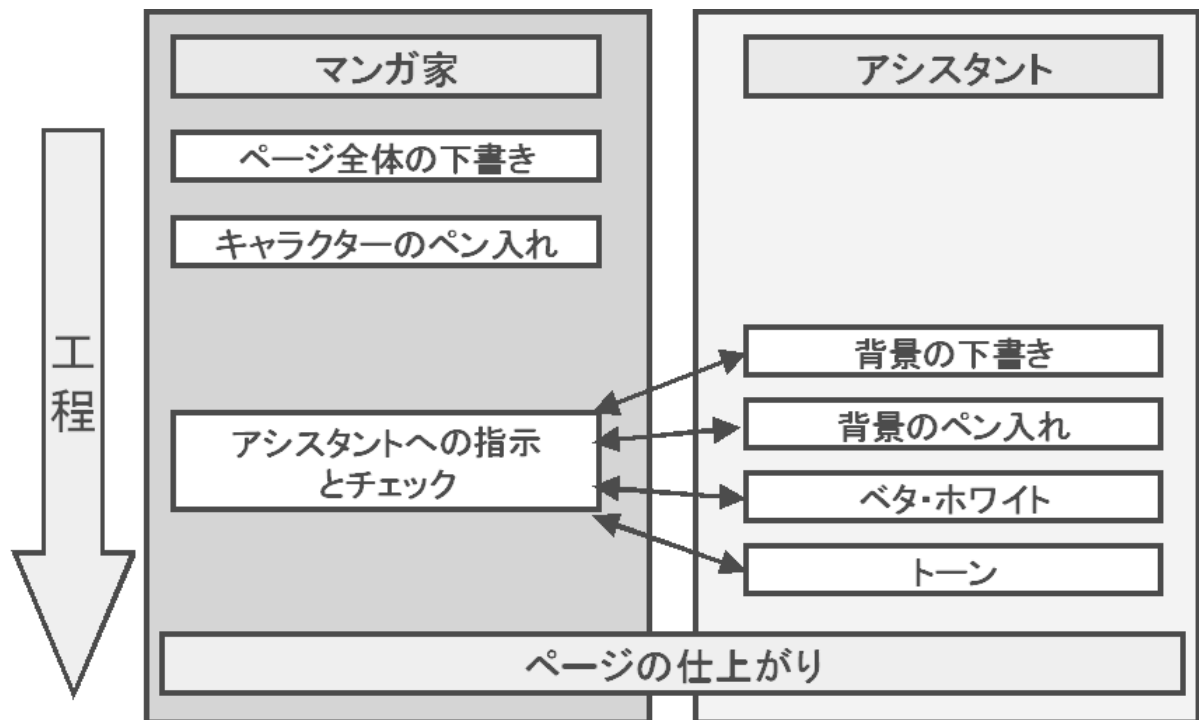 工程
マンガ家
ページ全体の下書き
キャラクターのペン入れ
アシスタントへの指示
とチェック
アシスタント
背景の下書き
背景のペン入れ
ベタ・ホワイト
トーン
ページの仕上がり